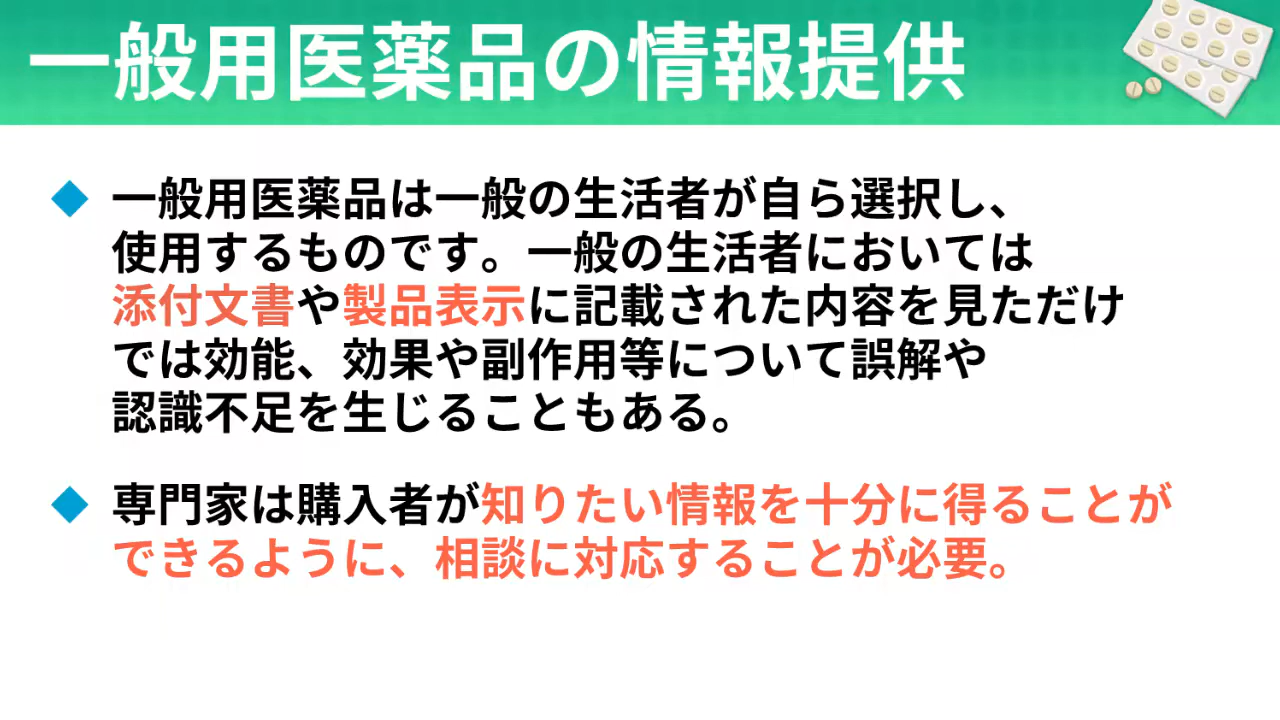 一般用医薬品の情報提供
一般用医薬品は一般の生活者が自ら選択し、
使用するものです。一般の生活者においては
添付文書や製品表示に記載された内容を見ただけ
では効能、効果や副作用等について誤解や
認識不足を生じることもある。
専門家は購入者が知りたい情報を十分に得ることが
できるように、相談に対応することが必要。